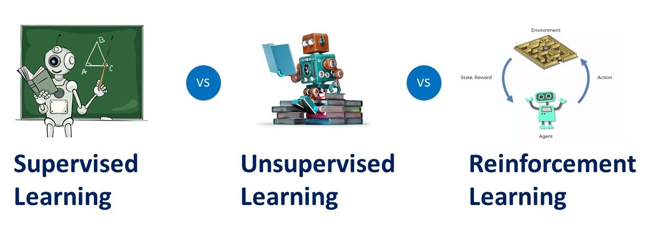 B
A
C
VS
VS
Environment
State, Reward
Action
Agent
Supervised
Learning
Unsupervised
Learning
Reinforcement
Learning